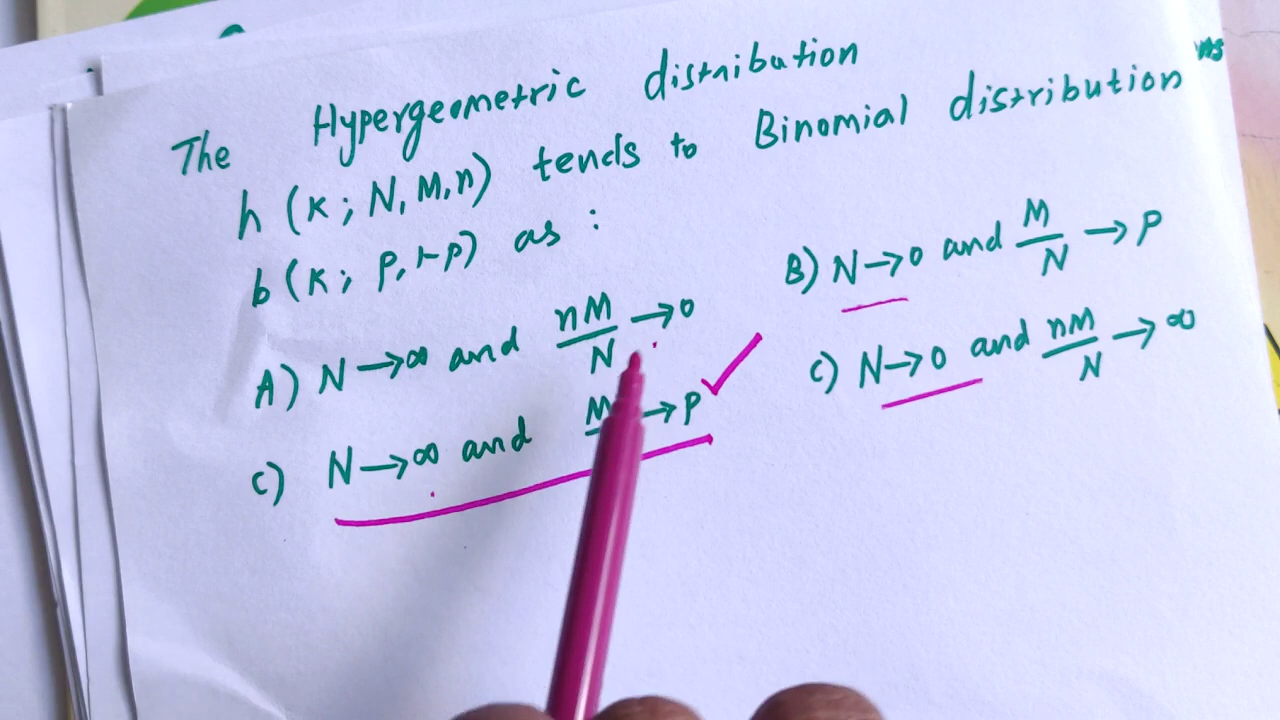 The Hypergeometric distribution
h (K; N, M, n) tends to Binomial distribution
b (K; P, 1-P) as :
A) N→∞ and nM/N →0
B) N→0 and M/N →P
C) N→∞ and M →P
C) N→0 and nM/N →∞